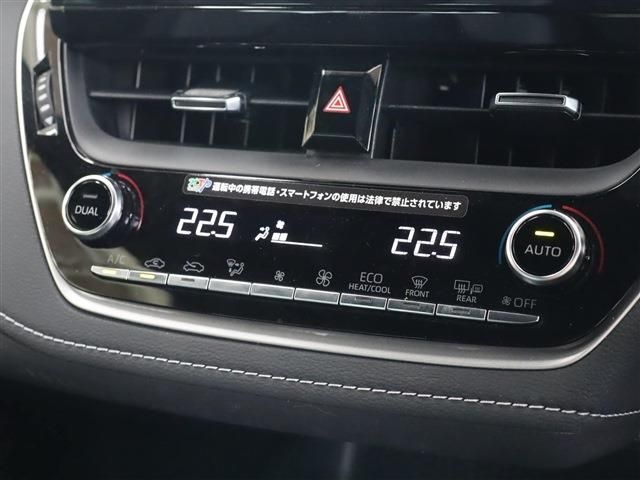 運転中の携帯電話・スマートフォンの使用は法律で禁止されています
DUAL
22.5
22.5
AUTO
A/C
ECO
HEAT/COOL
FRONT
REAR
OFF